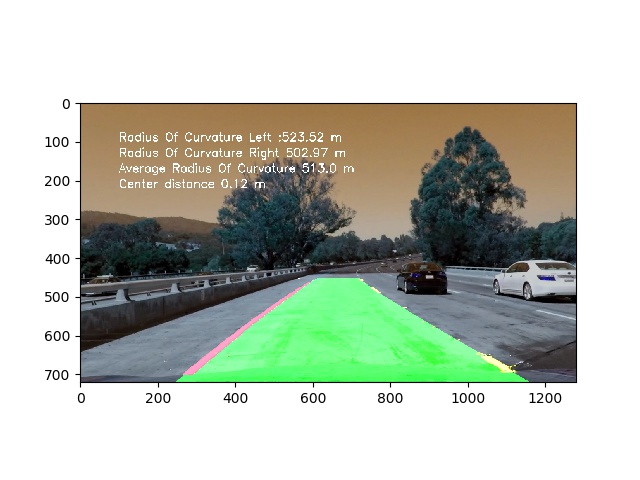 Radius Of Curvature Left :523.52 m
Radius Of Curvature Right 502.97 m
Average Radius Of Curvature 513.0 m
Center distance 0.12 m
0
100
200
300
400
500
600
700
0 200 400 600 800 1000 1200